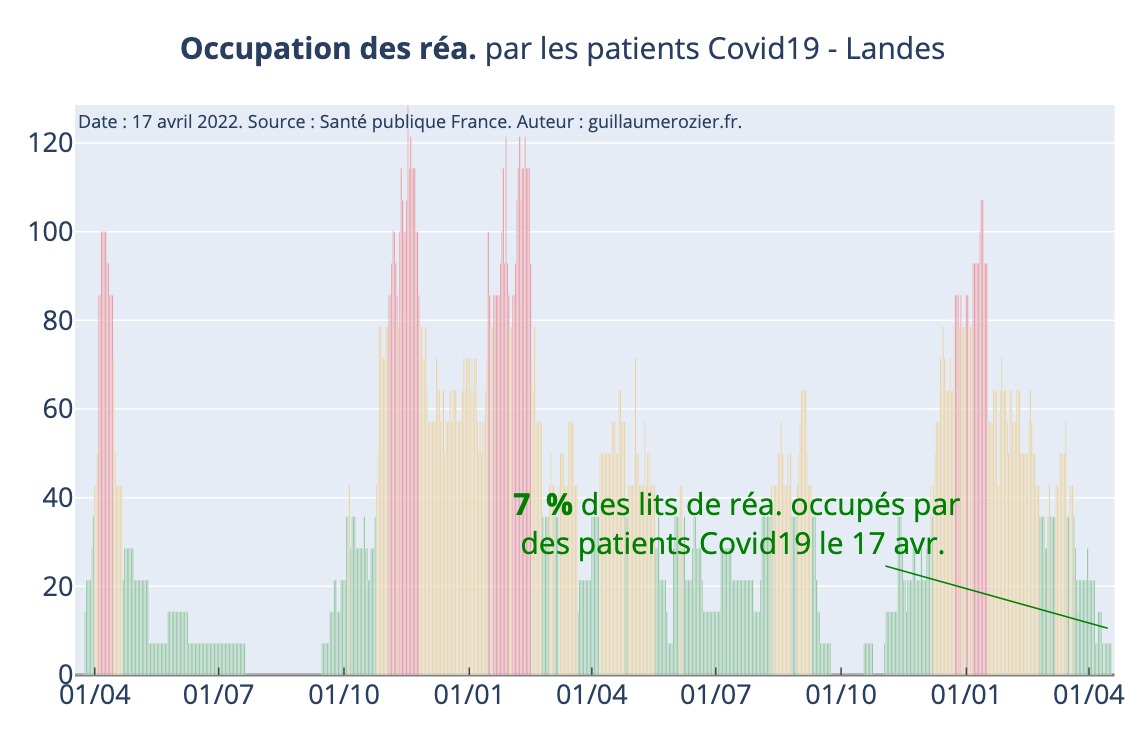 Occupation des réa. par les patients Covid19 - Landes
Date : 17 avril 2022. Source : Santé publique France. Auteur : guillaumerozier.fr.
120
100
80
60
40
20
0
7 % des lits de réa. occupés par
des patients Covid19 le 17 avr.
01/04 01/07 01/10 01/01 01/04 01/07 01/10 01/01 01/04